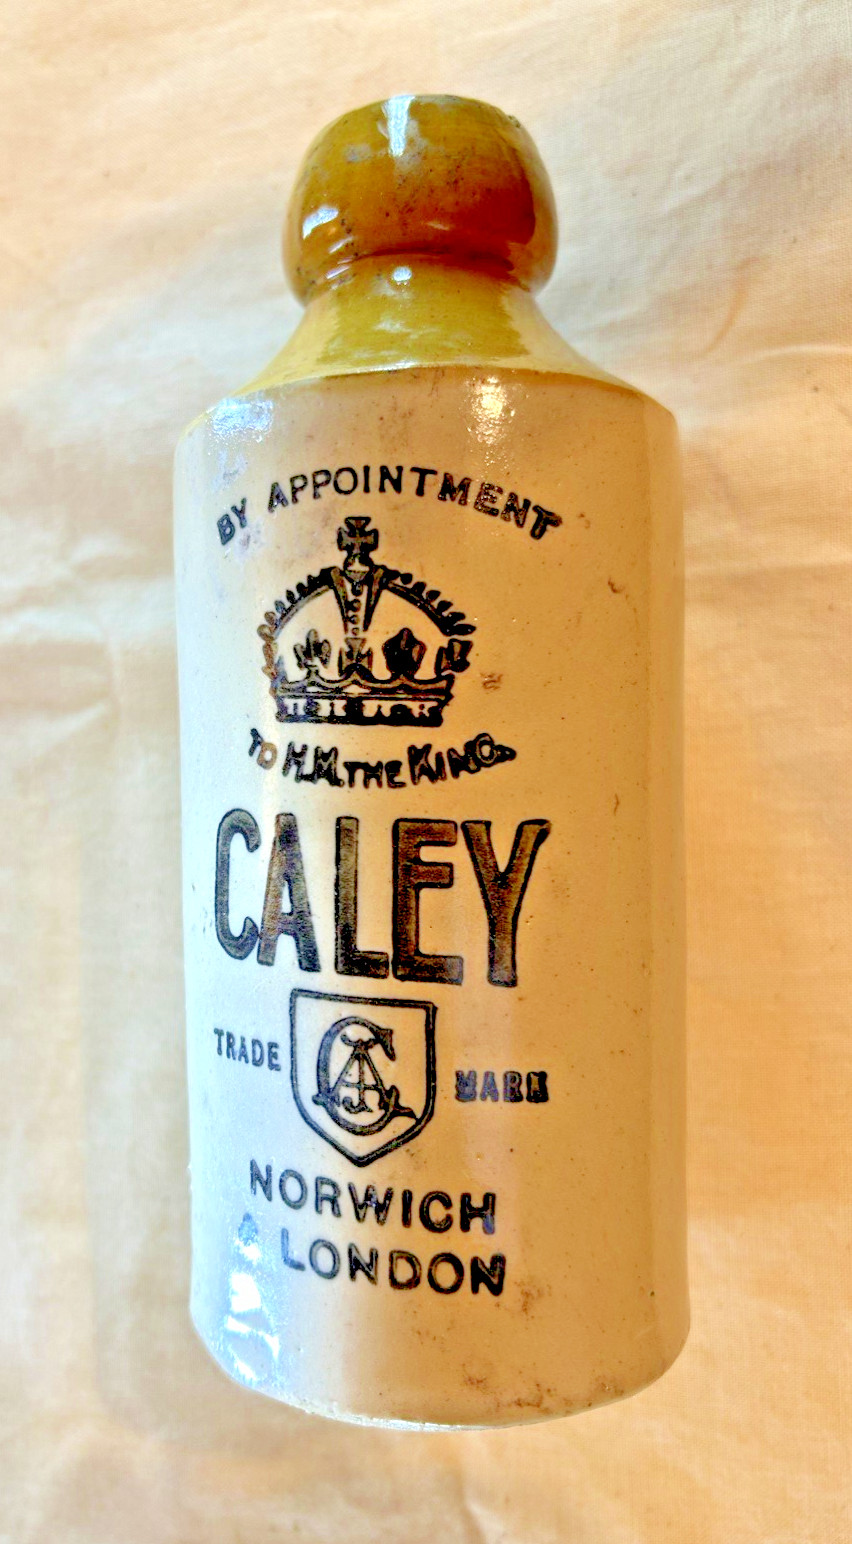 BY APPOINTMENT
TO H.M. THE KING
CALEY
TRADE MARK
NORWICH
& LONDON